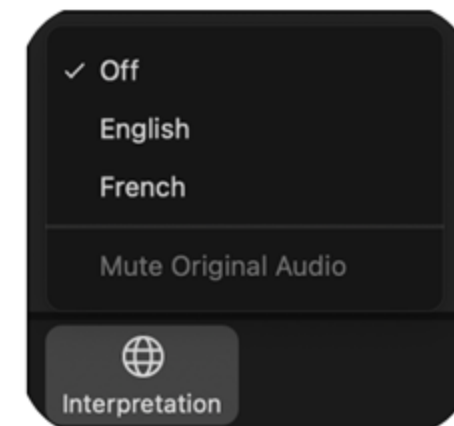 Off
English
French
Mute Original Audio
Interpretation